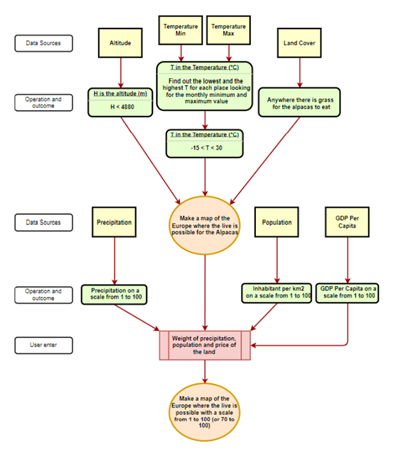 Data Sources
Altitude
Temperature
Min
Temperature
Max
Land Cover
T in the Temperature (°C)
Find out the lowest and the
highest T for each place looking
for the monthly minimum and
maximum value
Operation and
outcome
H is the altitude (m)
H < 4880
Anywhere there is grass
for the alpacas to eat
T in the Temperature (°C)
-15 < T < 30
Make a map of the
Europe where the live is
possible for the Alpacas
Data Sources
Precipitation
Population
GDP Per
Capita
Operation and
outcome
Precipitation on a
scale from 1 to 100
Inhabitant per km2
on a scale from 1 to 100
GDP Per Capita on a
scale from 1 to 100
User enter
Weight of precipitation,
population and price of
the land
Make a map of the
Europe where the live is
possible with a scale
from 1 to 100 (or 70 to
100)